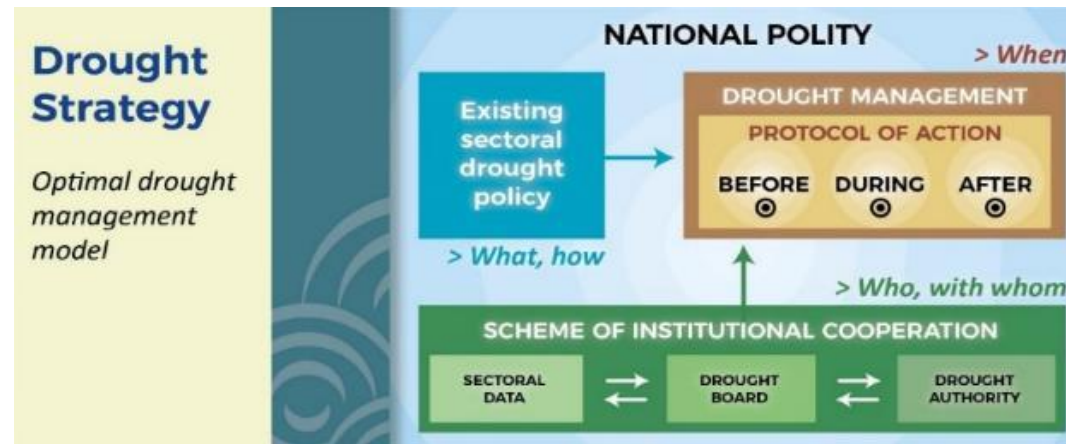 Drought
Strategy
Optimal drought
management
model
NATIONAL POLITY
> When
Existing
sectoral
drought
policy
> What, how
DROUGHT MANAGEMENT
PROTOCOL OF ACTION
BEFORE DURING AFTER
> Who, with whom
SCHEME OF INSTITUTIONAL COOPERATION
SECTORAL
DATA
DROUGHT
BOARD
DROUGHT
AUTHORITY